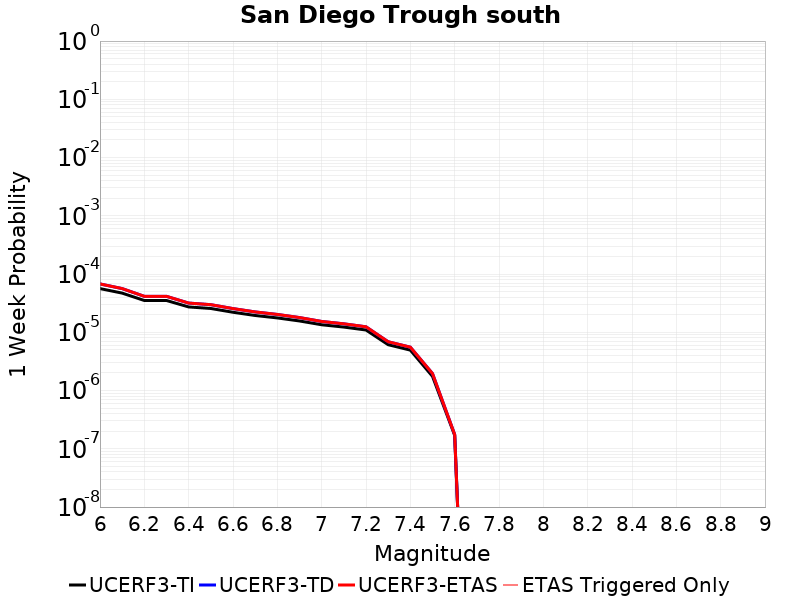 San Diego Trough south
1 Week Probability
10^0
10^-1
10^-2
10^-3
10^-4
10^-5
10^-6
10^-7
10^-8
6 6.2 6.4 6.6 6.8 7 7.2 7.4 7.6 7.8 8 8.2 8.4 8.6 8.8 9
Magnitude
UCERF3-TI UCERF3-TD UCERF3-ETAS ETAS Triggered Only